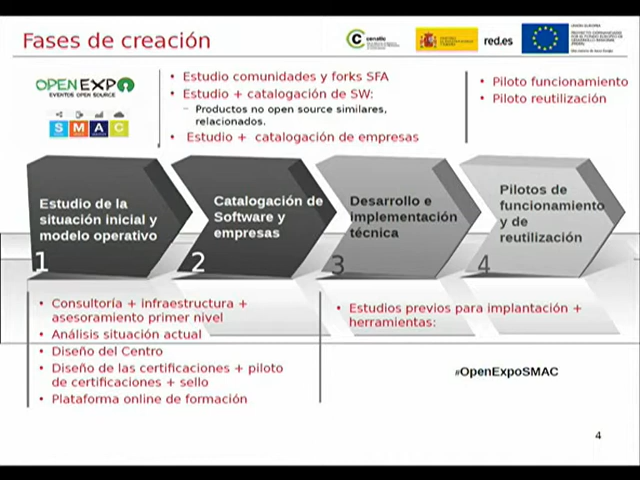 Fases de creación
cenatic
red.es
UNIÓN EUROPEA
OPENEXPO
EVENTOS OPEN SOURCE
S M A C
• Estudio comunidades y forks SFA
• Estudio + catalogación de SW:
– Productos no open source similares,
relacionados.
• Estudio + catalogación de empresas
• Piloto funcionamiento
• Piloto reutilización
Estudio de la
situación inicial y
modelo operativo
1
Catalogación de
Software y
empresas
2
Desarrollo e
implementación
técnica
3
Pilotos de
funcionamiento
y de
reutilización
4
• Consultoría + infraestructura +
asesoramiento primer nivel
• Análisis situación actual
• Diseño del Centro
• Diseño de las certificaciones + piloto
de certificaciones + sello
• Plataforma online de formación
• Estudios previos para implantación +
herramientas:
#OpenExpoSMAC
4